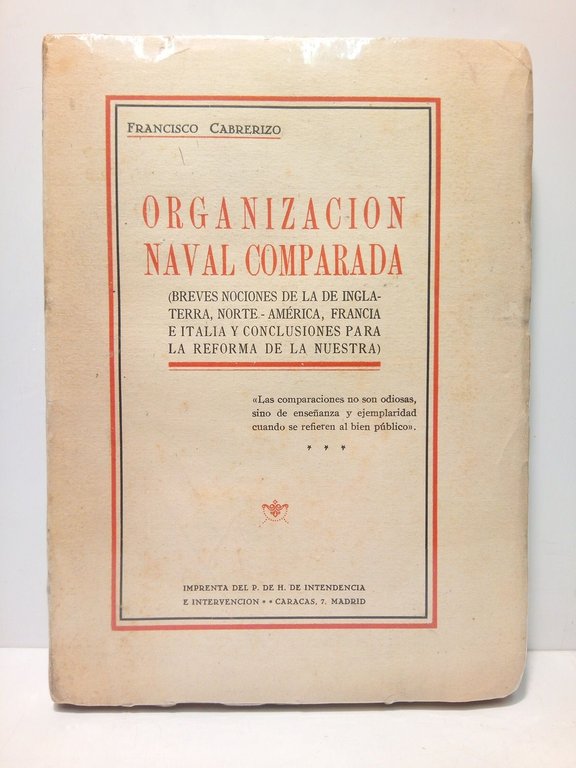 FRANCISCO CABRERIZO
ORGANIZACION
NAVAL COMPARADA
(BREVES NOCIONES DE LA DE INGLA-
TERRA, NORTE - AMÉRICA, FRANCIA
E ITALIA Y CONCLUSIONES PARA
LA REFORMA DE LA NUESTRA)
«Las comparaciones no son odiosas,
sino de enseñanza y ejemplaridad
cuando se refieren al bien público».
* * *
IMPRENTA DEL P. DE H. DE INTENDENCIA
E INTERVENCION * * CARACAS, 7. MADRID